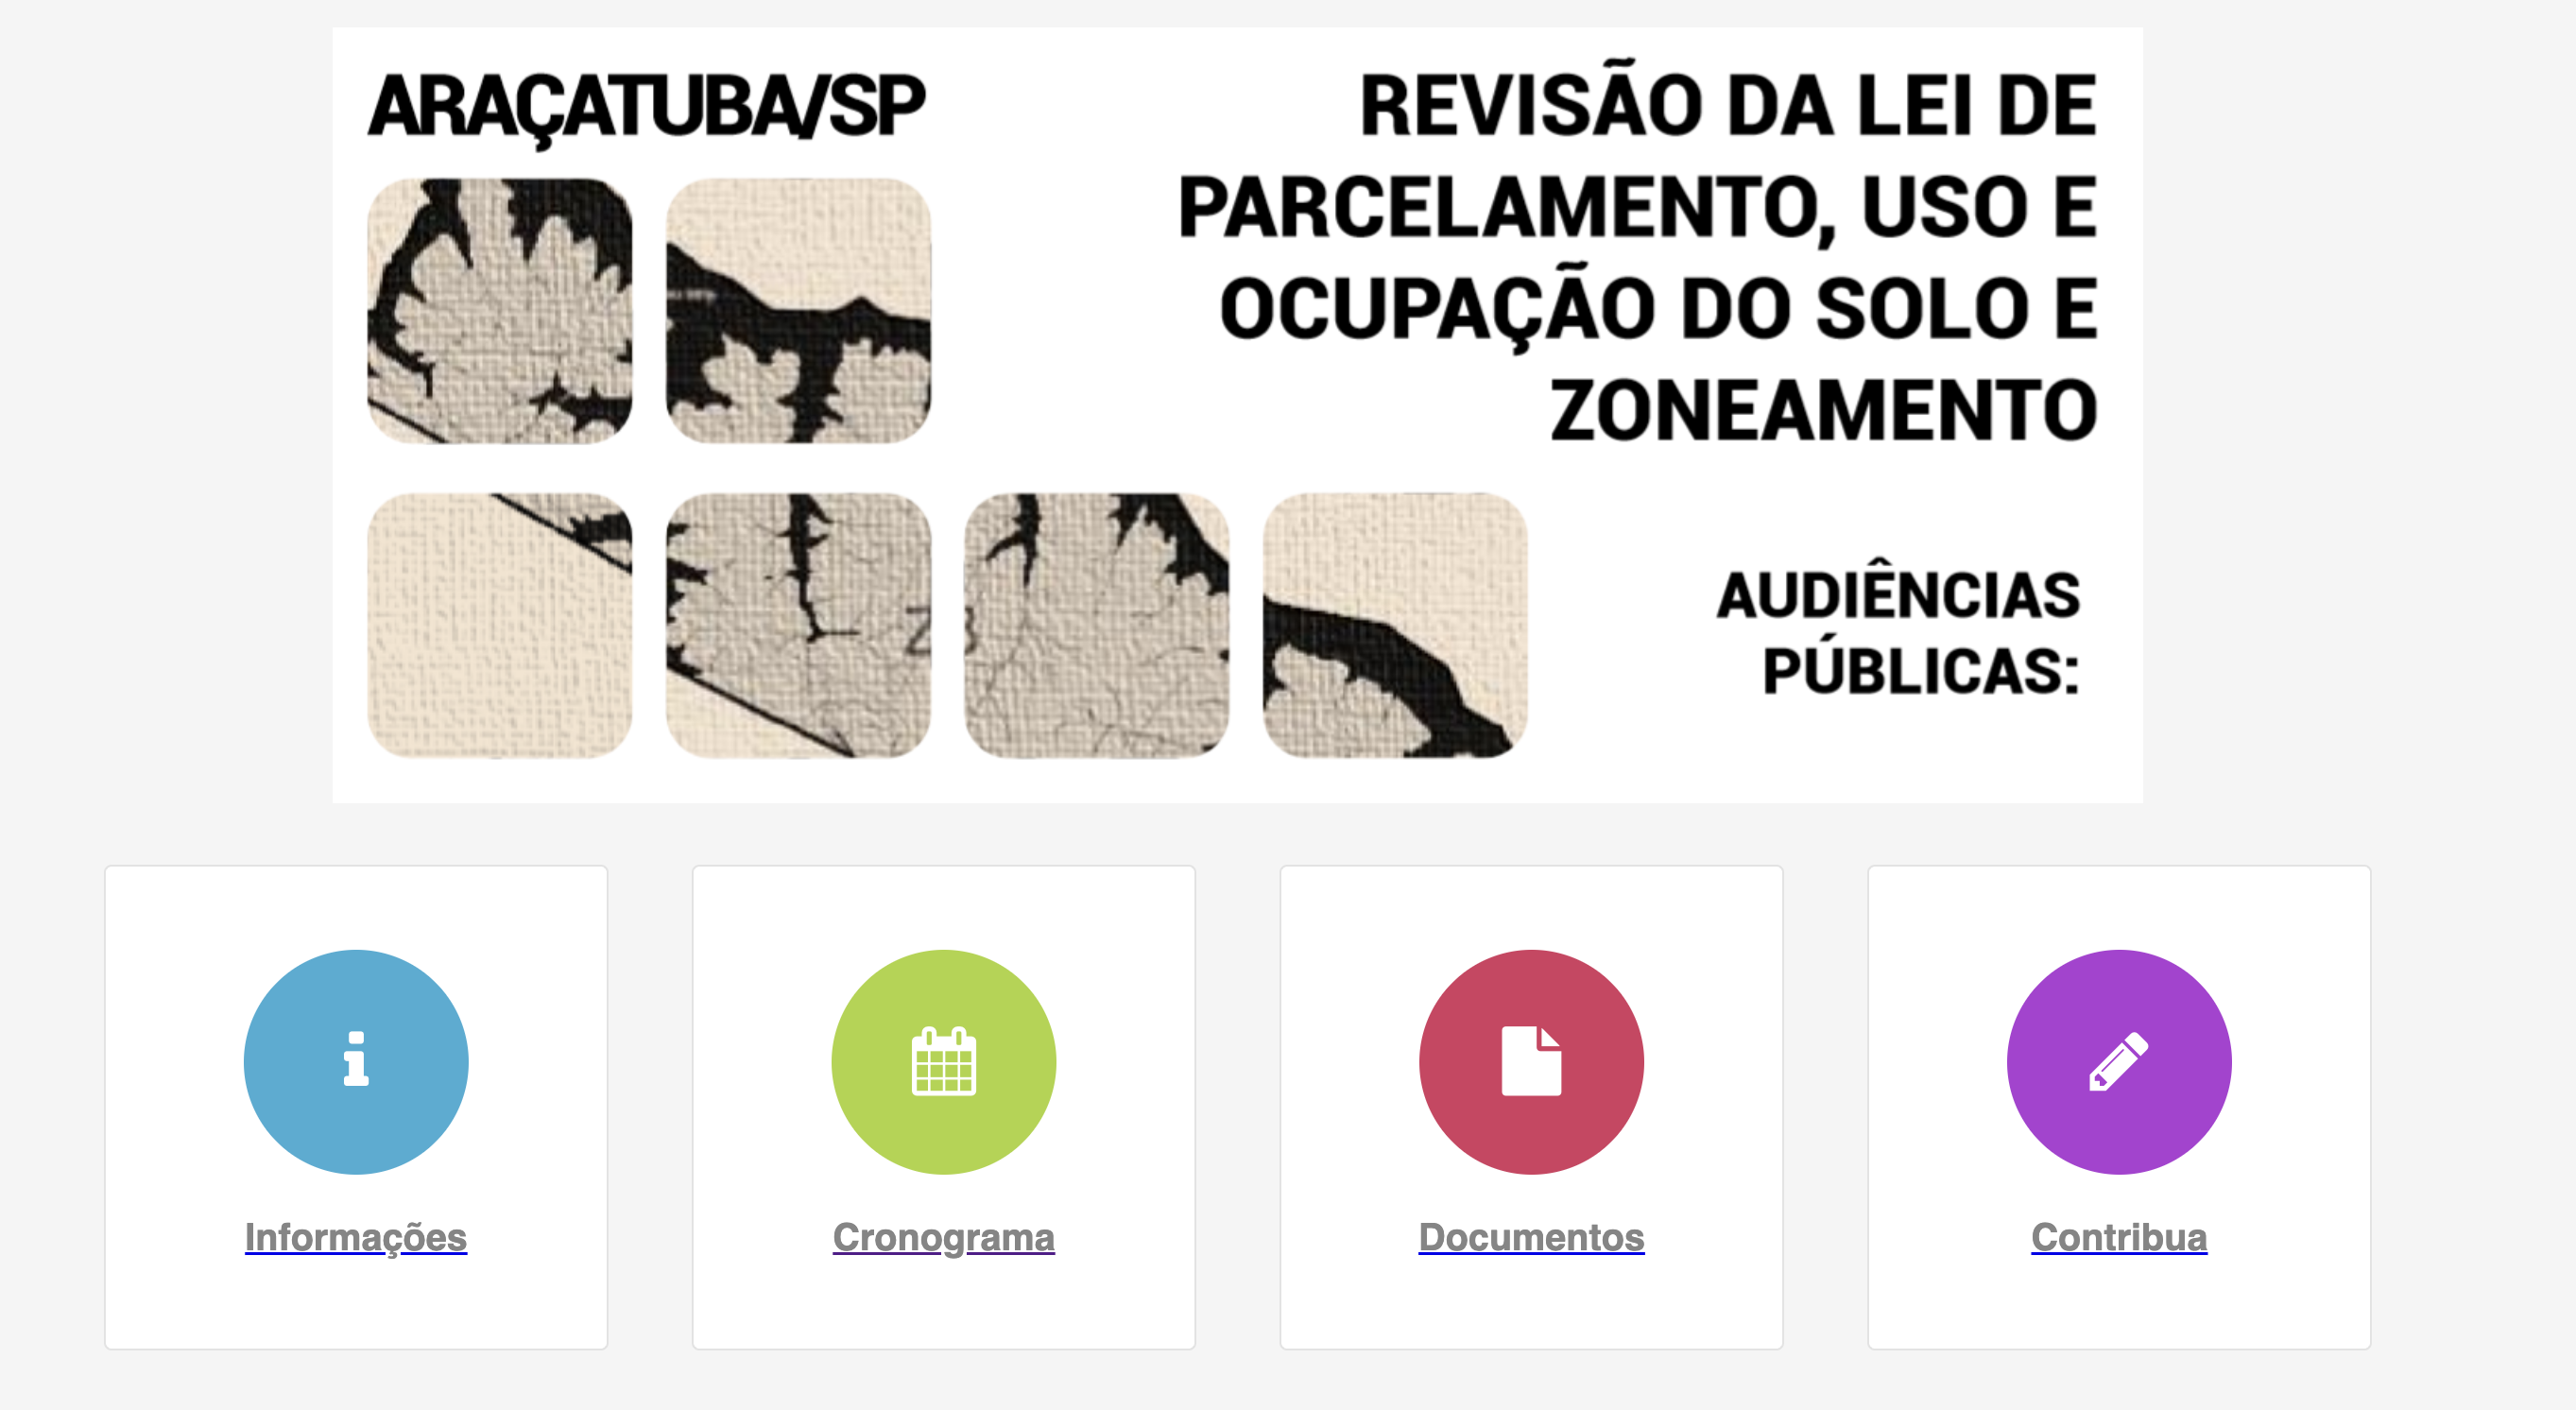 ARAÇATUBA/SP
REVISÃO DA LEI DE
PARCELAMENTO, USO E
OCUPAÇÃO DO SOLO E
ZONEAMENTO
AUDIÊNCIAS
PÚBLICAS:
Informações
Cronograma
Documentos
Contribua